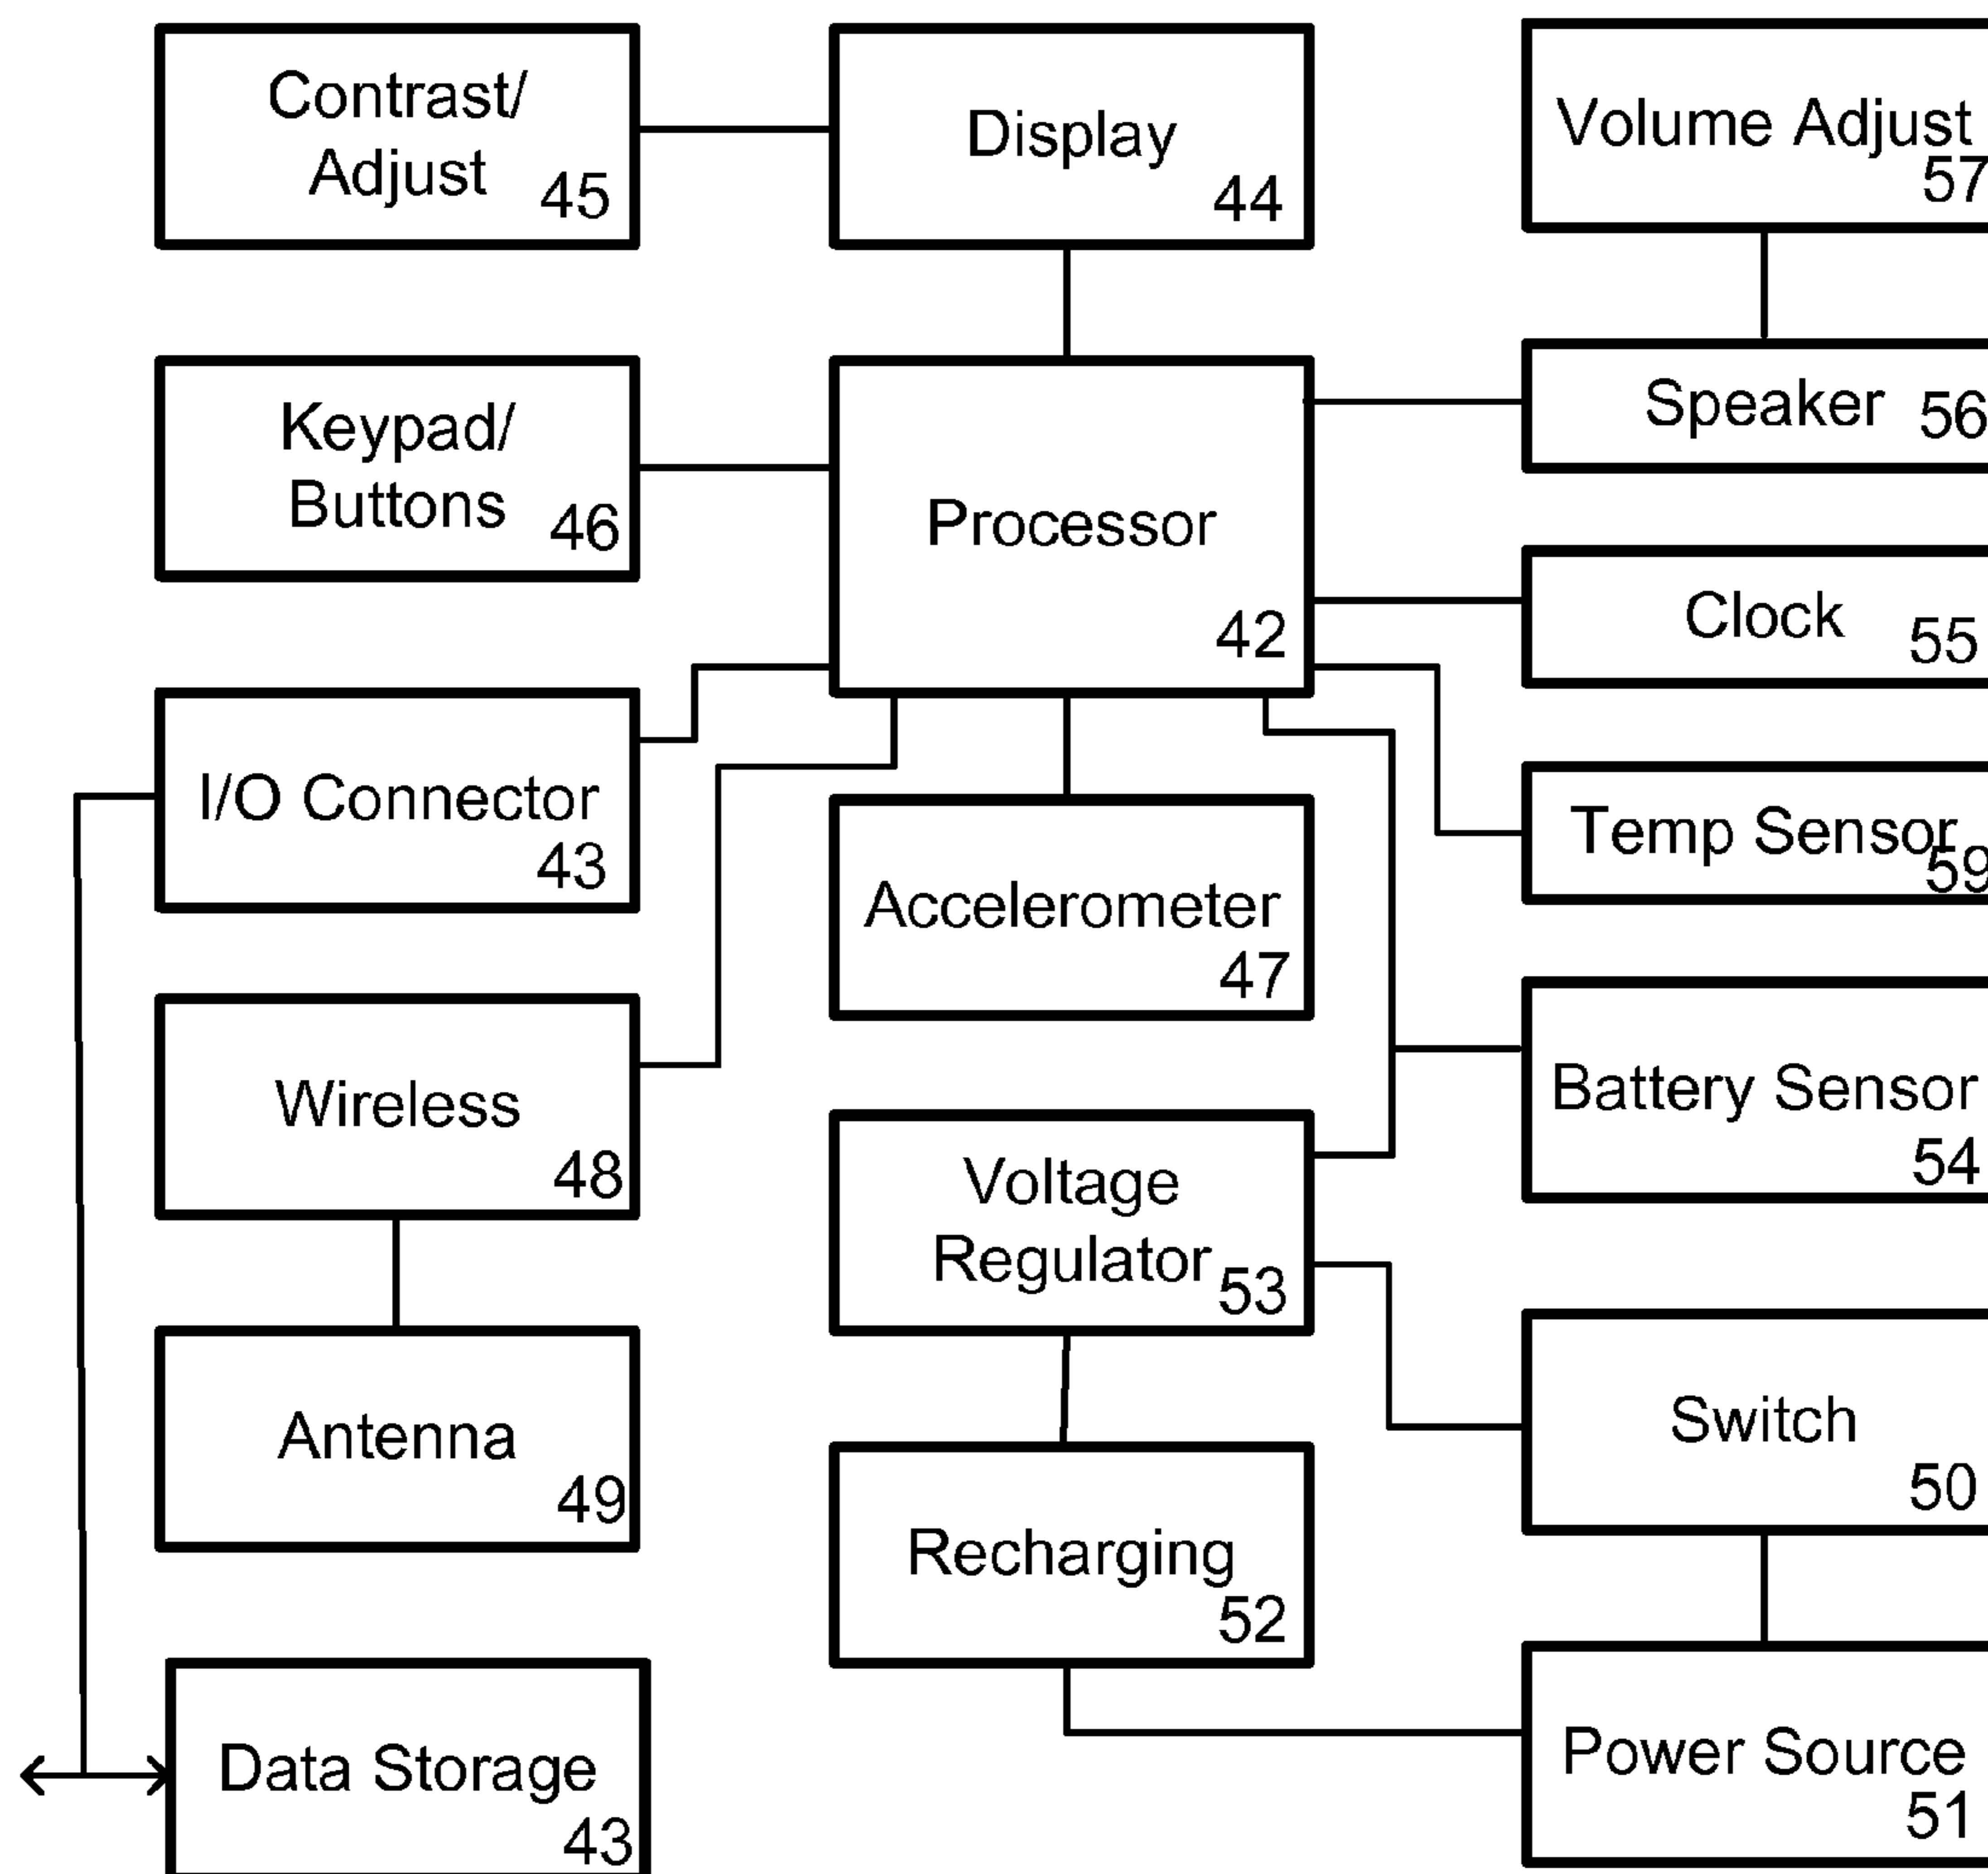 Contrast/
Adjust
45
Display
44
Volume Adjust
57
Keypad/
Buttons
46
Processor
42
Speaker 56
Clock
55
I/O Connector
43
Accelerometer
47
Temp Sensor
59
Wireless
48
Voltage
Regulator
53
Battery Sensor
54
Antenna
49
Recharging
52
Switch
50
Data Storage
43
Power Source
51